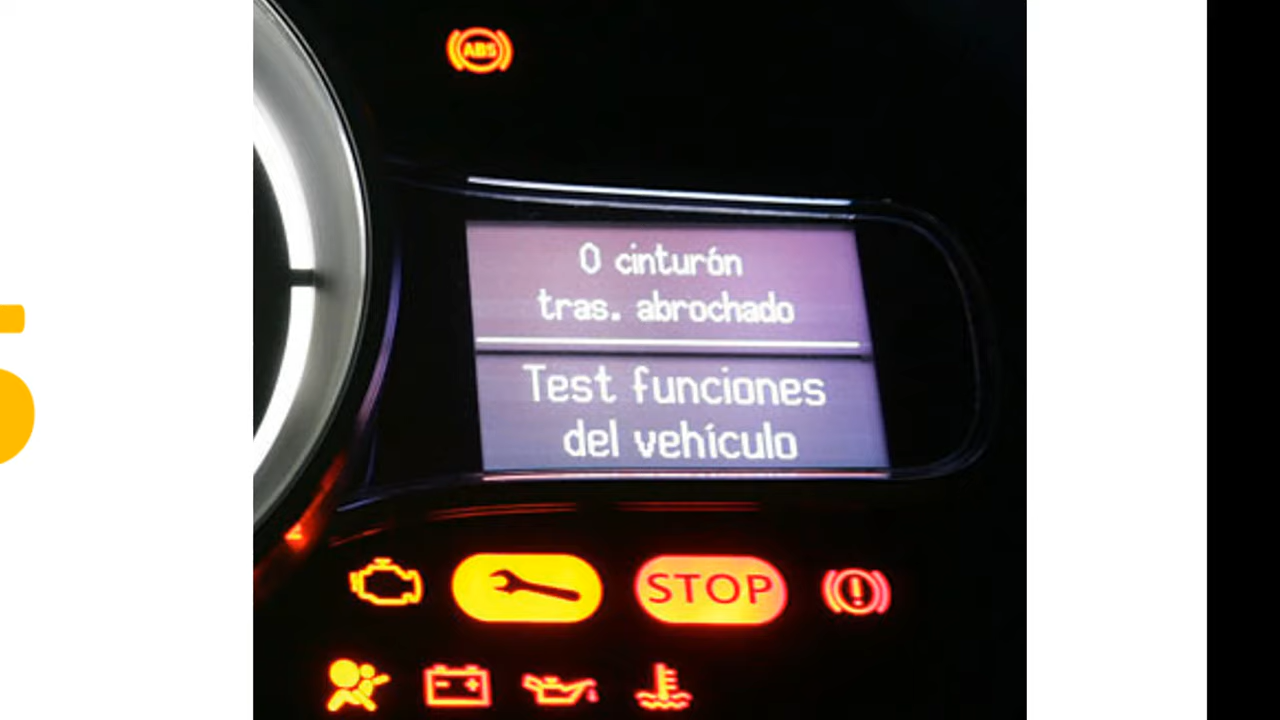 ABS
0 cinturón
tras. abrochado
Test funciones
del vehículo
STOP